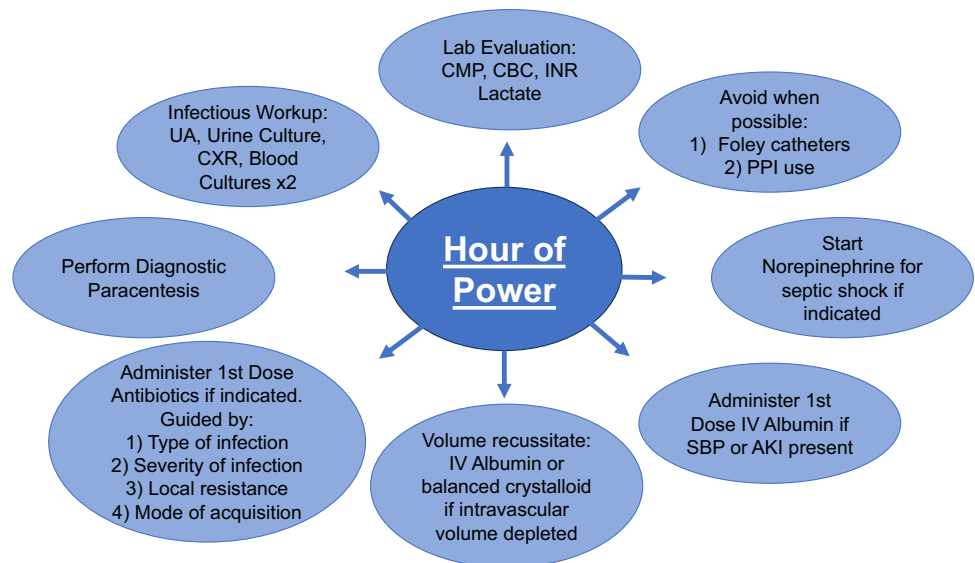 Lab Evaluation:
CMP, CBC, INR
Lactate
Infectious Workup:
UA, Urine Culture,
CXR, Blood
Cultures x2
Avoid when
possible:
1) Foley catheters
2) PPI use
Hour of
Power
Perform Diagnostic
Paracentesis
Start
Norepinephrine for
septic shock if
indicated
Administer 1st Dose
Antibiotics if indicated.
Guided by:
1) Type of infection
2) Severity of infection
3) Local resistance
4) Mode of acquisition
Volume recussitate:
IV Albumin or
balanced crystalloid
if intravascular
volume depleted
Administer 1st
Dose IV Albumin if
SBP or AKI present